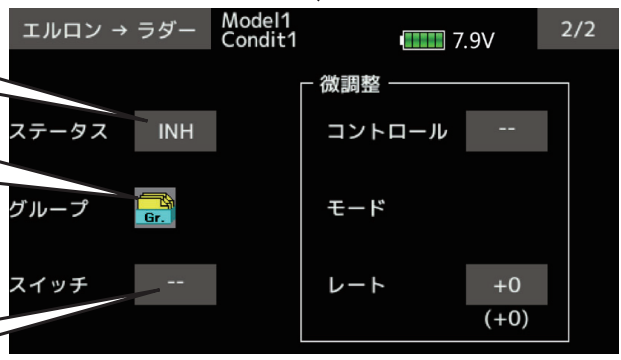 エルロン → ラダー
Model1
Condit1
7.9V
2/2
微調整
ステータス INH
コントロール --
グループ Gr.
モード
スイッチ --
レート +0
(+0)